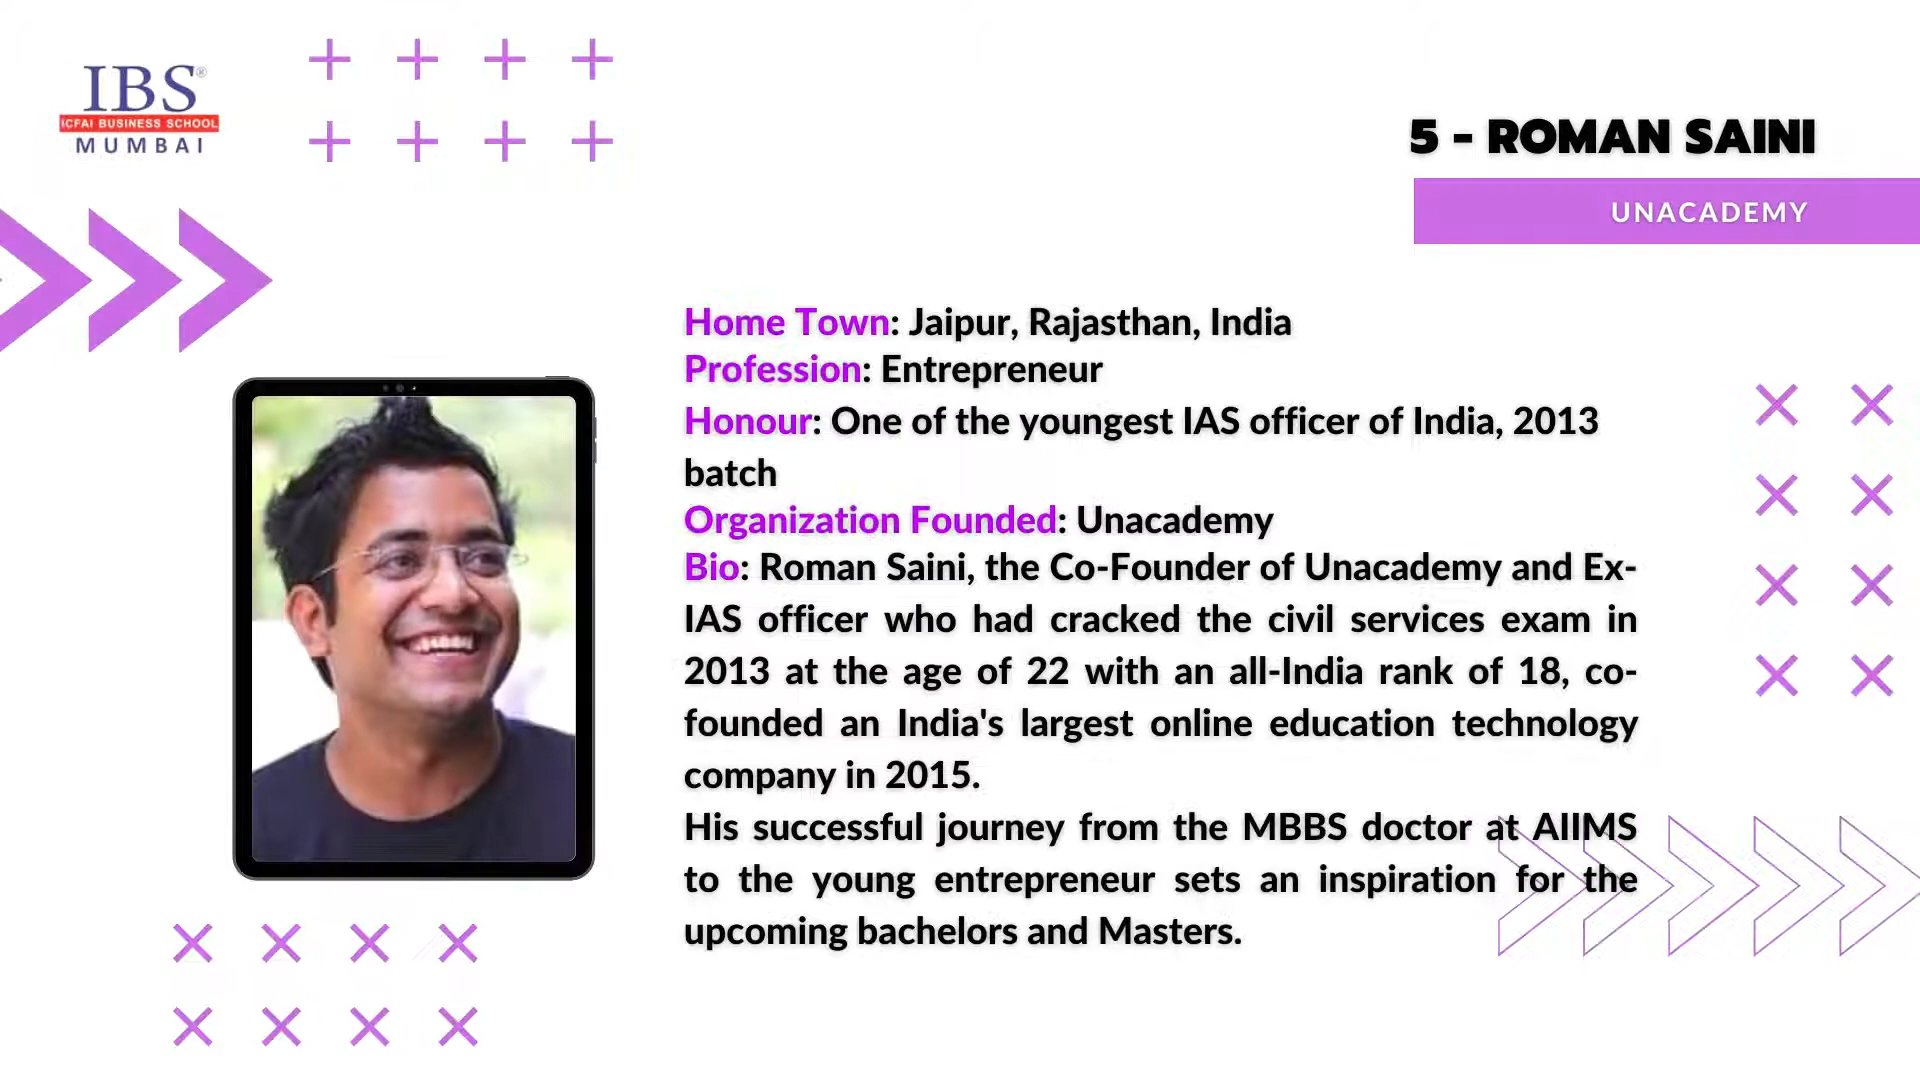 IBS®
ICFAI BUSINESS SCHOOL
MUMBAI
5 - ROMAN SAINI
UNACADEMY
Home Town: Jaipur, Rajasthan, India
Profession: Entrepreneur
Honour: One of the youngest IAS officer of India, 2013
batch
Organization Founded: Unacademy
Bio: Roman Saini, the Co-Founder of Unacademy and Ex-
IAS officer who had cracked the civil services exam in
2013 at the age of 22 with an all-India rank of 18, co-
founded an India's largest online education technology
company in 2015.
His successful journey from the MBBS doctor at AIIMS
to the young entrepreneur sets an inspiration for the
upcoming bachelors and Masters.